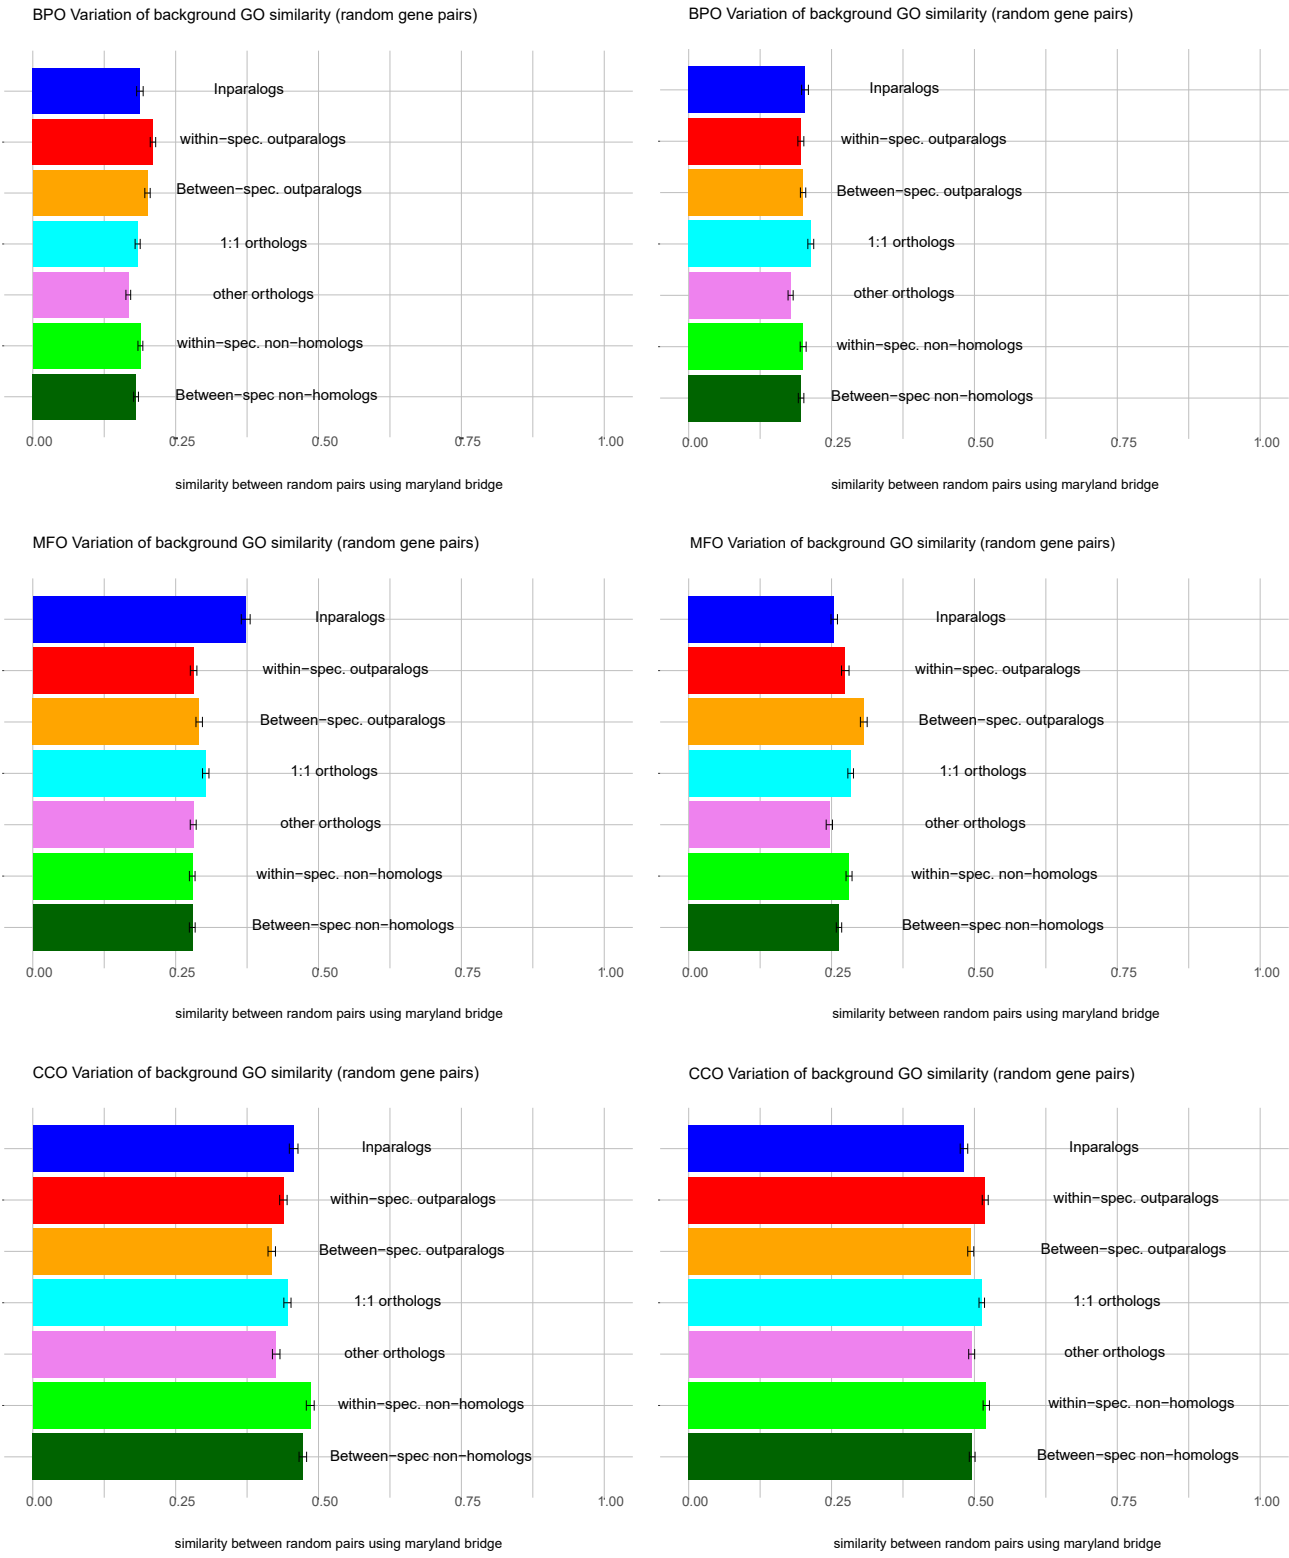 BPO Variation of background GO similarity (random gene pairs)
Inparalogs
within−spec. outparalogs
Between−spec. outparalogs
1:1 orthologs
other orthologs
within−spec. non−homologs
Between−spec non−homologs
0.00 0.25 0.50 0.75 1.00
similarity between random pairs using maryland bridge
BPO Variation of background GO similarity (random gene pairs)
Inparalogs
within−spec. outparalogs
Between−spec. outparalogs
1:1 orthologs
other orthologs
within−spec. non−homologs
Between−spec non−homologs
0.00 0.25 0.50 0.75 1.00
similarity between random pairs using maryland bridge
MFO Variation of background GO similarity (random gene pairs)
Inparalogs
within−spec. outparalogs
Between−spec. outparalogs
1:1 orthologs
other orthologs
within−spec. non−homologs
Between−spec non−homologs
0.00 0.25 0.50 0.75 1.00
similarity between random pairs using maryland bridge
MFO Variation of background GO similarity (random gene pairs)
Inparalogs
within−spec. outparalogs
Between−spec. outparalogs
1:1 orthologs
other orthologs
within−spec. non−homologs
Between−spec non−homologs
0.00 0.25 0.50 0.75 1.00
similarity between random pairs using maryland bridge
CCO Variation of background GO similarity (random gene pairs)
Inparalogs
within−spec. outparalogs
Between−spec. outparalogs
1:1 orthologs
other orthologs
within−spec. non−homologs
Between−spec non−homologs
0.00 0.25 0.50 0.75 1.00
similarity between random pairs using maryland bridge
CCO Variation of background GO similarity (random gene pairs)
Inparalogs
within−spec. outparalogs
Between−spec. outparalogs
1:1 orthologs
other orthologs
within−spec. non−homologs
Between−spec non−homologs
0.00 0.25 0.50 0.75 1.00
similarity between random pairs using maryland bridge